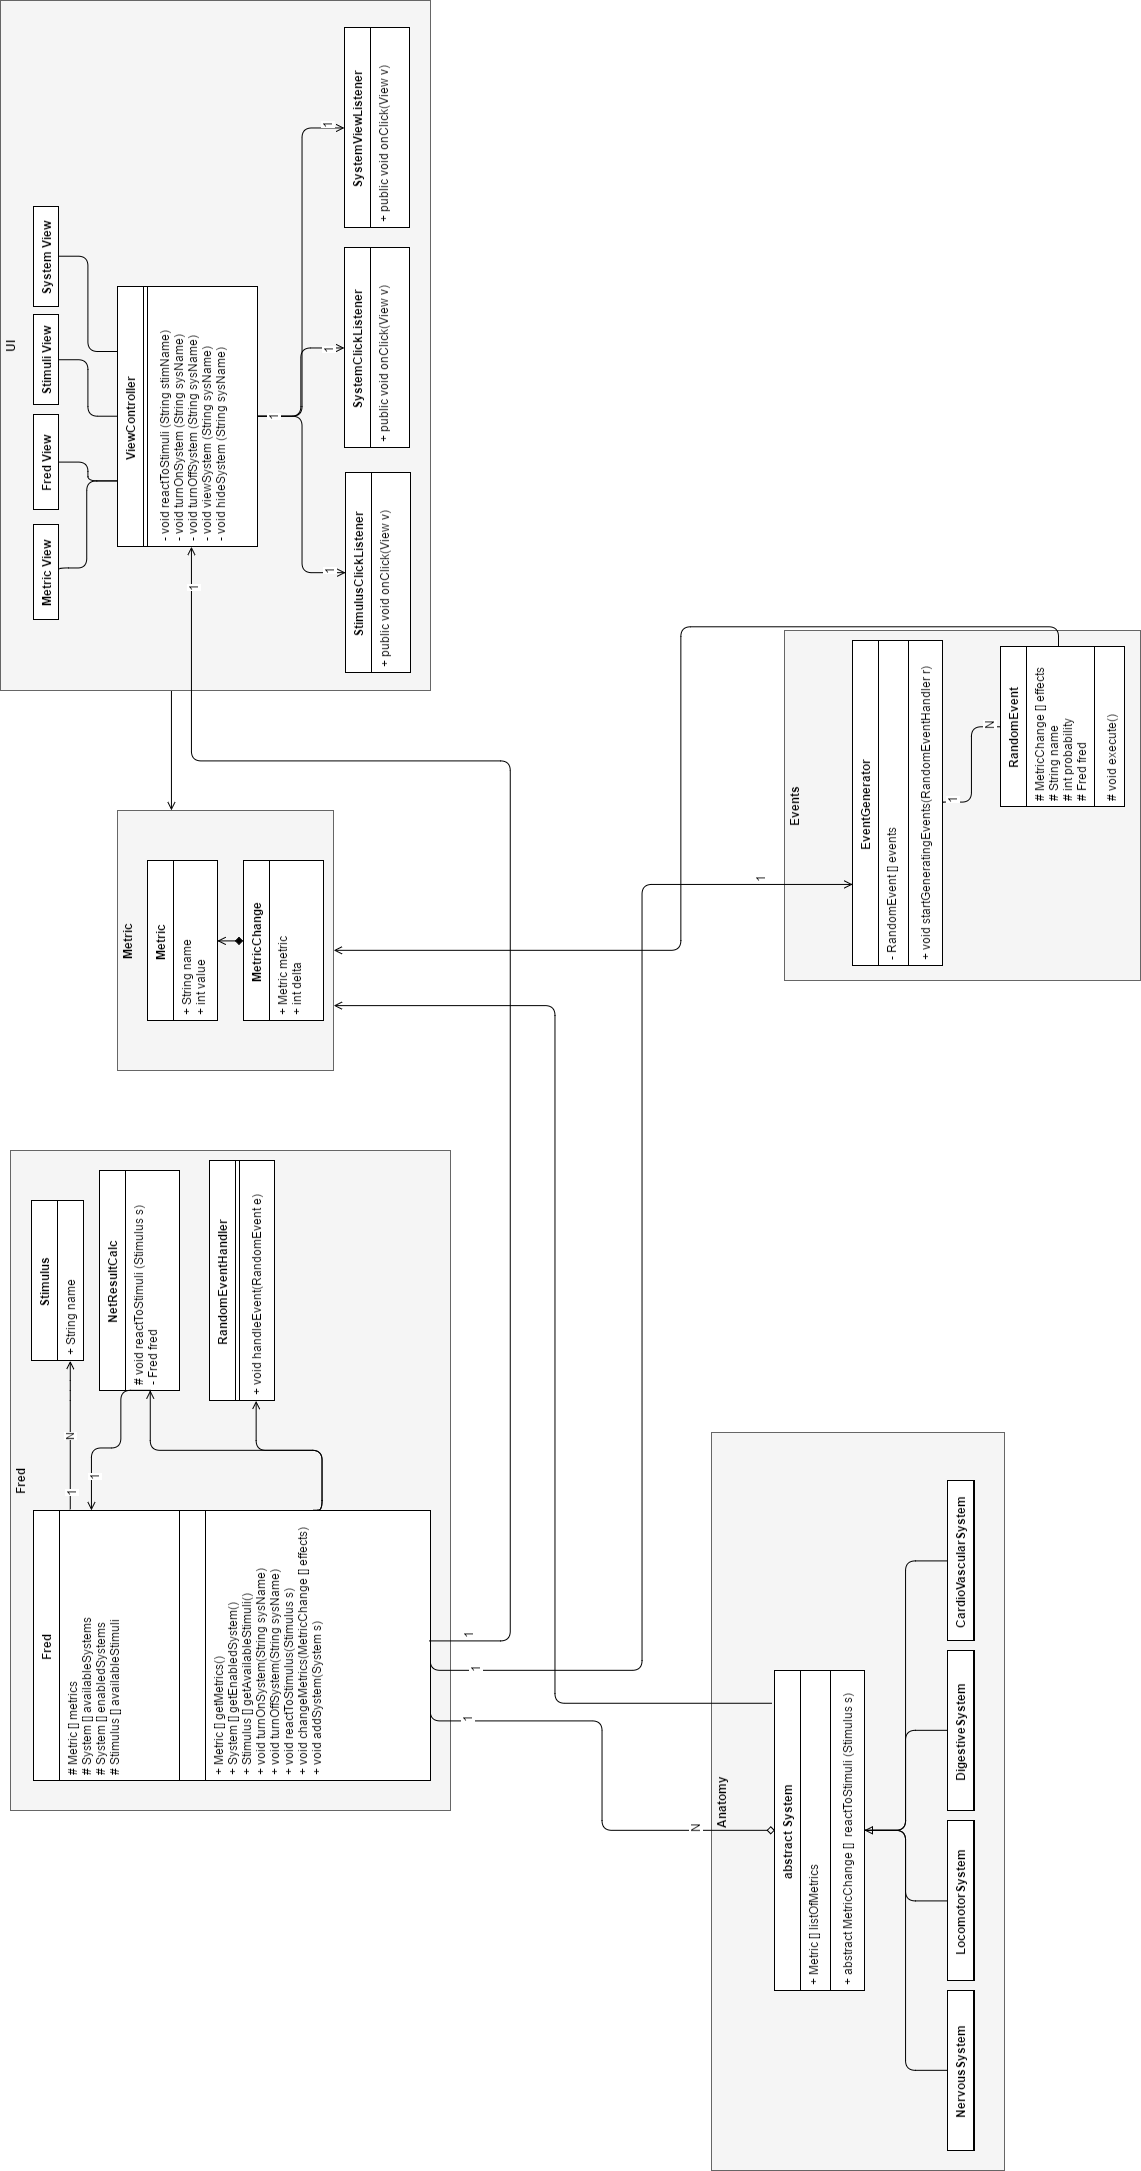 Fred
Fred
# Metric [] metrics
# System [] availableSystems
# System [] enabledSystems
# Stimulus [] availableStimuli
+ Metric [] getMetrics()
+ System [] getEnabledSystem()
+ Stimulus [] getAvailableStimuli()
+ void turnOnSystem(String sysName)
+ void turnOffSystem(String sysName)
+ void reactToStimulus(Stimulus s)
+ void changeMetrics(MetricChange [] effects)
+ void addSystem(System s)
1
N
1
Stimulus
+ String name
NetResultCalc
# void reactToStimuli (Stimulus s)
- Fred fred
RandomEventHandler
+ void handleEvent(RandomEvent e)
Metric
Metric
+ String name
+ int value
MetricChange
+ Metric metric
+ int delta
UI
Metric View
Fred View
Stimuli View
System View
ViewController
- void reactToStimuli (String stimName)
- void turnOnSystem (String sysName)
- void turnOffSystem (String sysName)
- void viewSystem (String sysName)
- void hideSystem (String sysName)
1
1
1
1
1
StimulusClickListener
+ public void onClick(View v)
SystemClickListener
+ public void onClick(View v)
SystemViewListener
+ public void onClick(View v)
1
1
1
N
1
Anatomy
abstract System
+ Metric [] listOfMetrics
+ abstract MetricChange [] reactToStimuli (Stimulus s)
NervousSystem
LocomotorSystem
DigestiveSystem
CardioVascularSystem
Events
EventGenerator
- RandomEvent [] events
+ void startGeneratingEvents(RandomEventHandler r)
1
N
RandomEvent
# MetricChange [] effects
# String name
# int probability
# Fred fred
# void execute()